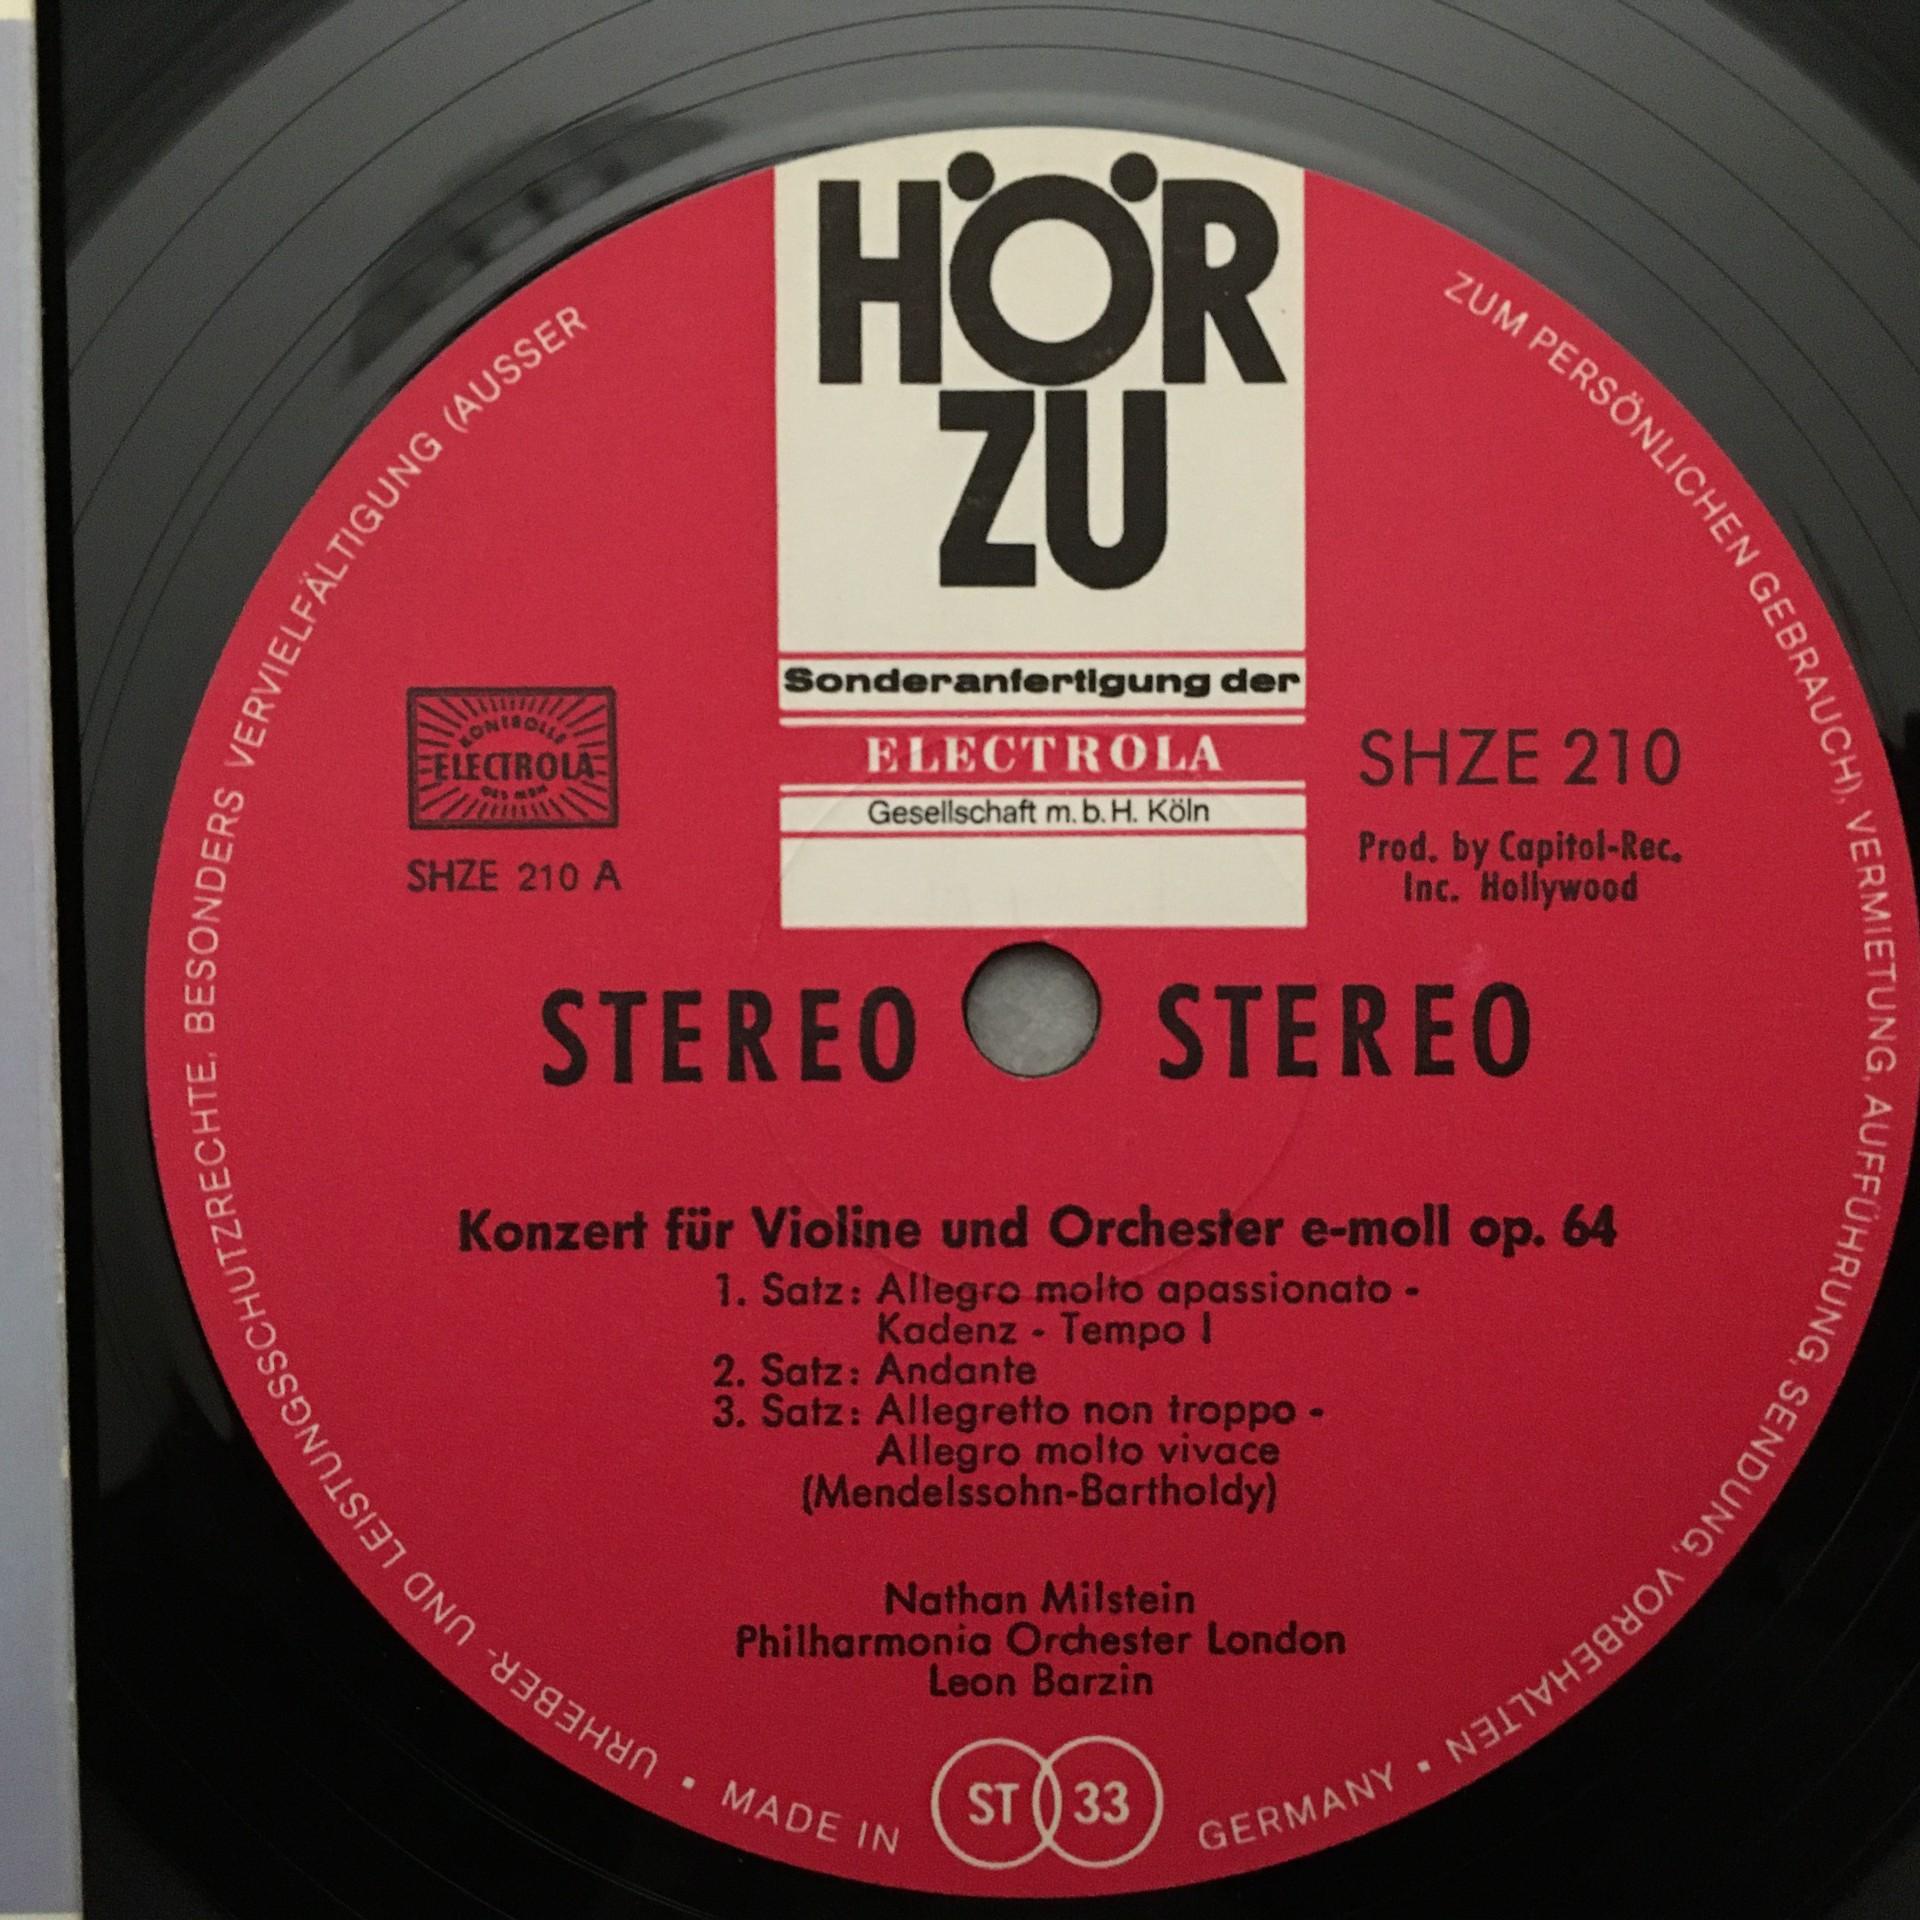 HÖR
ZU
Sonderanfertigung der
ELECTROLA
Gesellschaft m.b.H. Köln
KONTROLLE
ELECTROLA
GES MBH
SHZE 210 A
SHZE 210
Prod. by Capitol-Rec.
Inc. Hollywood
STEREO STEREO
Konzert für Violine und Orchester e-moll op. 64
1. Satz: Allegro molto apassionato -
Kadenz - Tempo I
2. Satz: Andante
3. Satz: Allegretto non troppo -
Allegro molto vivace
(Mendelssohn-Bartholdy)
Nathan Milstein
Philharmonia Orchester London
Leon Barzin
ST 33
MADE IN GERMANY
URHEBER- UND LEISTUNGSSCHUTZRECHTE, BESONDERS VERVIELFÄLTIGUNG (AUSSER
ZUM PERSÖNLICHEN GEBRAUCH), VERMIETUNG, AUFFÜHRUNG, SENDUNG, VORBEHALTEN